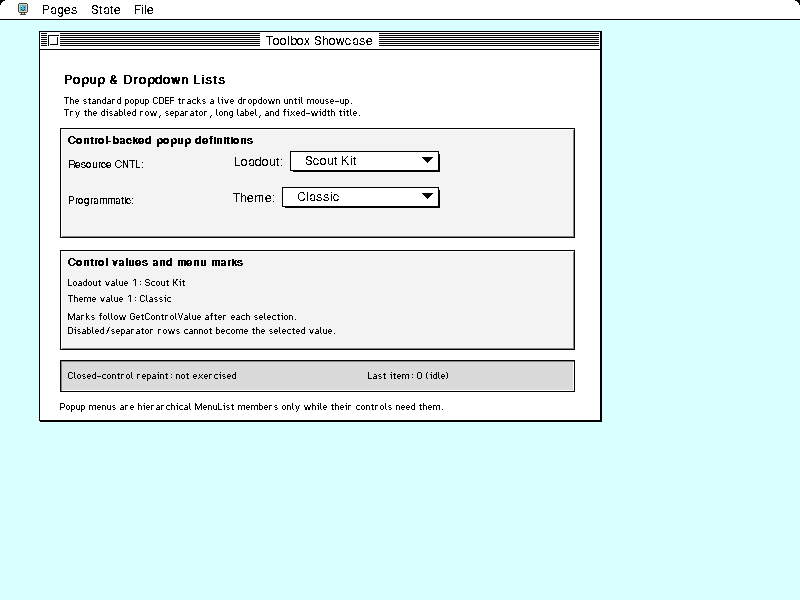 Pages State File
Toolbox Showcase
Popup & Dropdown Lists
The standard popup CDEF tracks a live dropdown until mouse-up.
Try the disabled row, separator, long label, and fixed-width title.
Control-backed popup definitions
Resource CNTL: Loadout: Scout Kit
Programmatic: Theme: Classic
Control values and menu marks
Loadout value 1: Scout Kit
Theme value 1: Classic
Marks follow GetControlValue after each selection.
Disabled/separator rows cannot become the selected value.
Closed-control repaint: not exercised Last item: 0 (idle)
Popup menus are hierarchical MenuList members only while their controls need them.